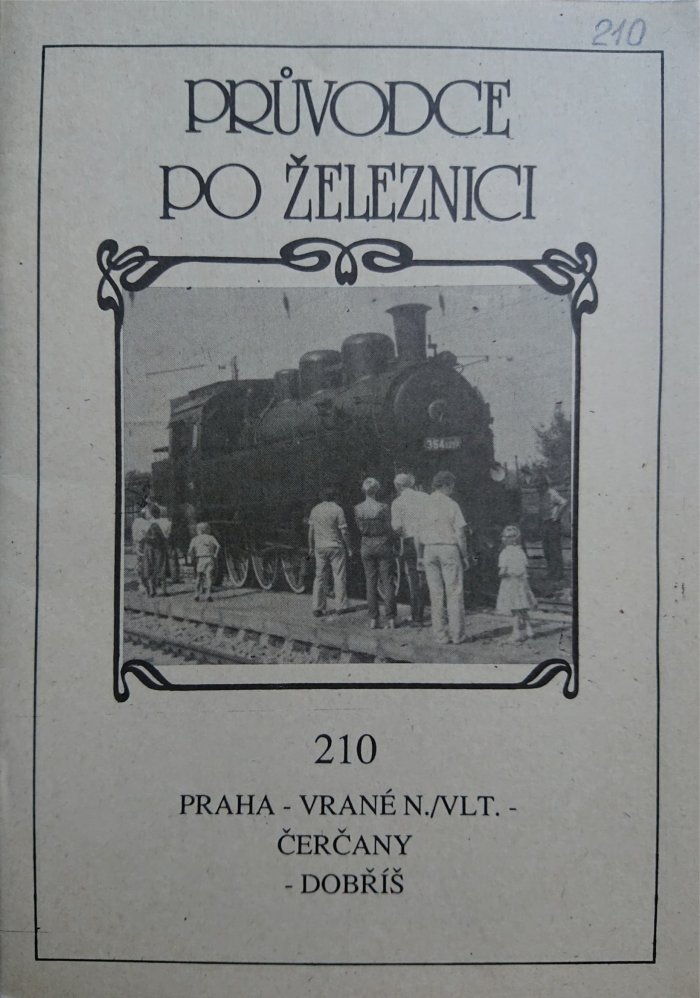 210
PRŮVODCE
PO ŽELEZNICI
210
PRAHA - VRANÉ N./VLT. -
ČERČANY
- DOBŘÍŠ